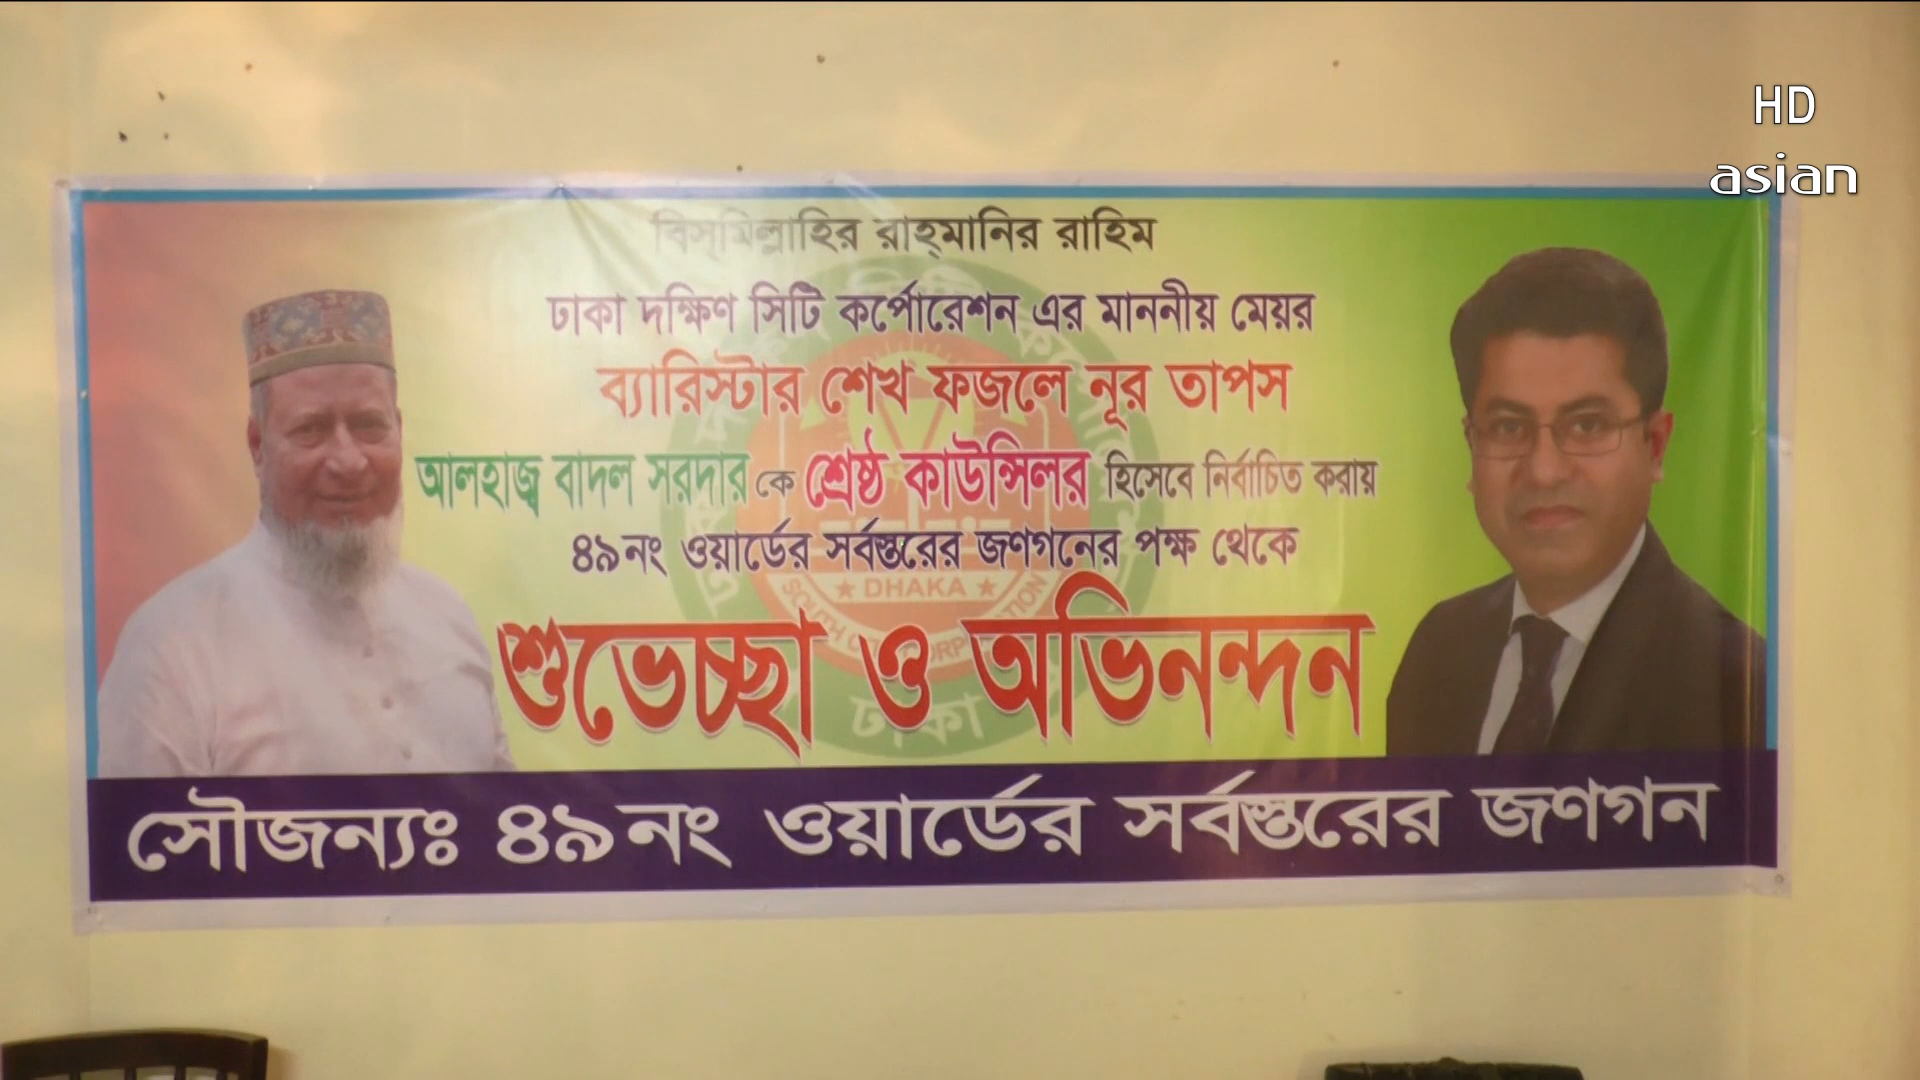 HD
asian
বিস্‌মিল্লাহির রাহ্‌মানির রাহিম
ঢাকা দক্ষিণ সিটি কর্পোরেশন এর মাননীয় মেয়র
ব্যারিস্টার শেখ ফজলে নূর তাপস
আলহাজ্ব বাদল সরদার কে শ্রেষ্ঠ কাউন্সিলর হিসেবে নির্বাচিত করায়
৪৯নং ওয়ার্ডের সর্বস্তরের জণগনের পক্ষ থেকে
★ DHAKA ★
শুভেচ্ছা ও অভিনন্দন
ঢাকা
সৌজন্যঃ ৪৯নং ওয়ার্ডের সর্বস্তরের জণগন